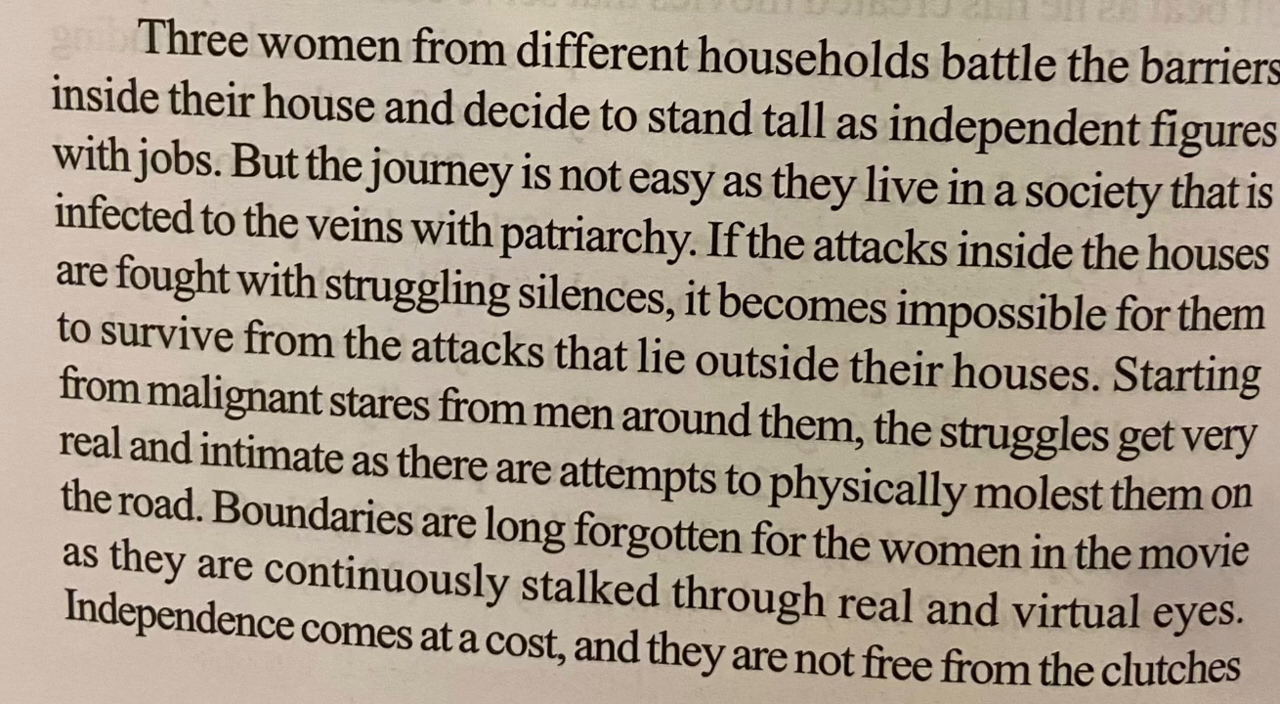 Three women from different households battle the barriers
inside their house and decide to stand tall as independent figures
with jobs. But the journey is not easy as they live in a society that is
infected to the veins with patriarchy. If the attacks inside the houses
are fought with struggling silences, it becomes impossible for them
to survive from the attacks that lie outside their houses. Starting
from malignant stares from men around them, the struggles get very
real and intimate as there are attempts to physically molest them on
the road. Boundaries are long forgotten for the women in the movie
as they are continuously stalked through real and virtual eyes.
Independence comes at a cost, and they are not free from the clutches